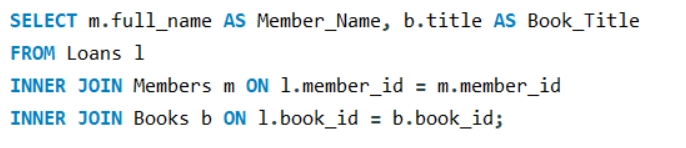 SELECT m.full_name AS Member_Name, b.title AS Book_Title
FROM Loans l
INNER JOIN Members m ON l.member_id = m.member_id
INNER JOIN Books b ON l.book_id = b.book_id;